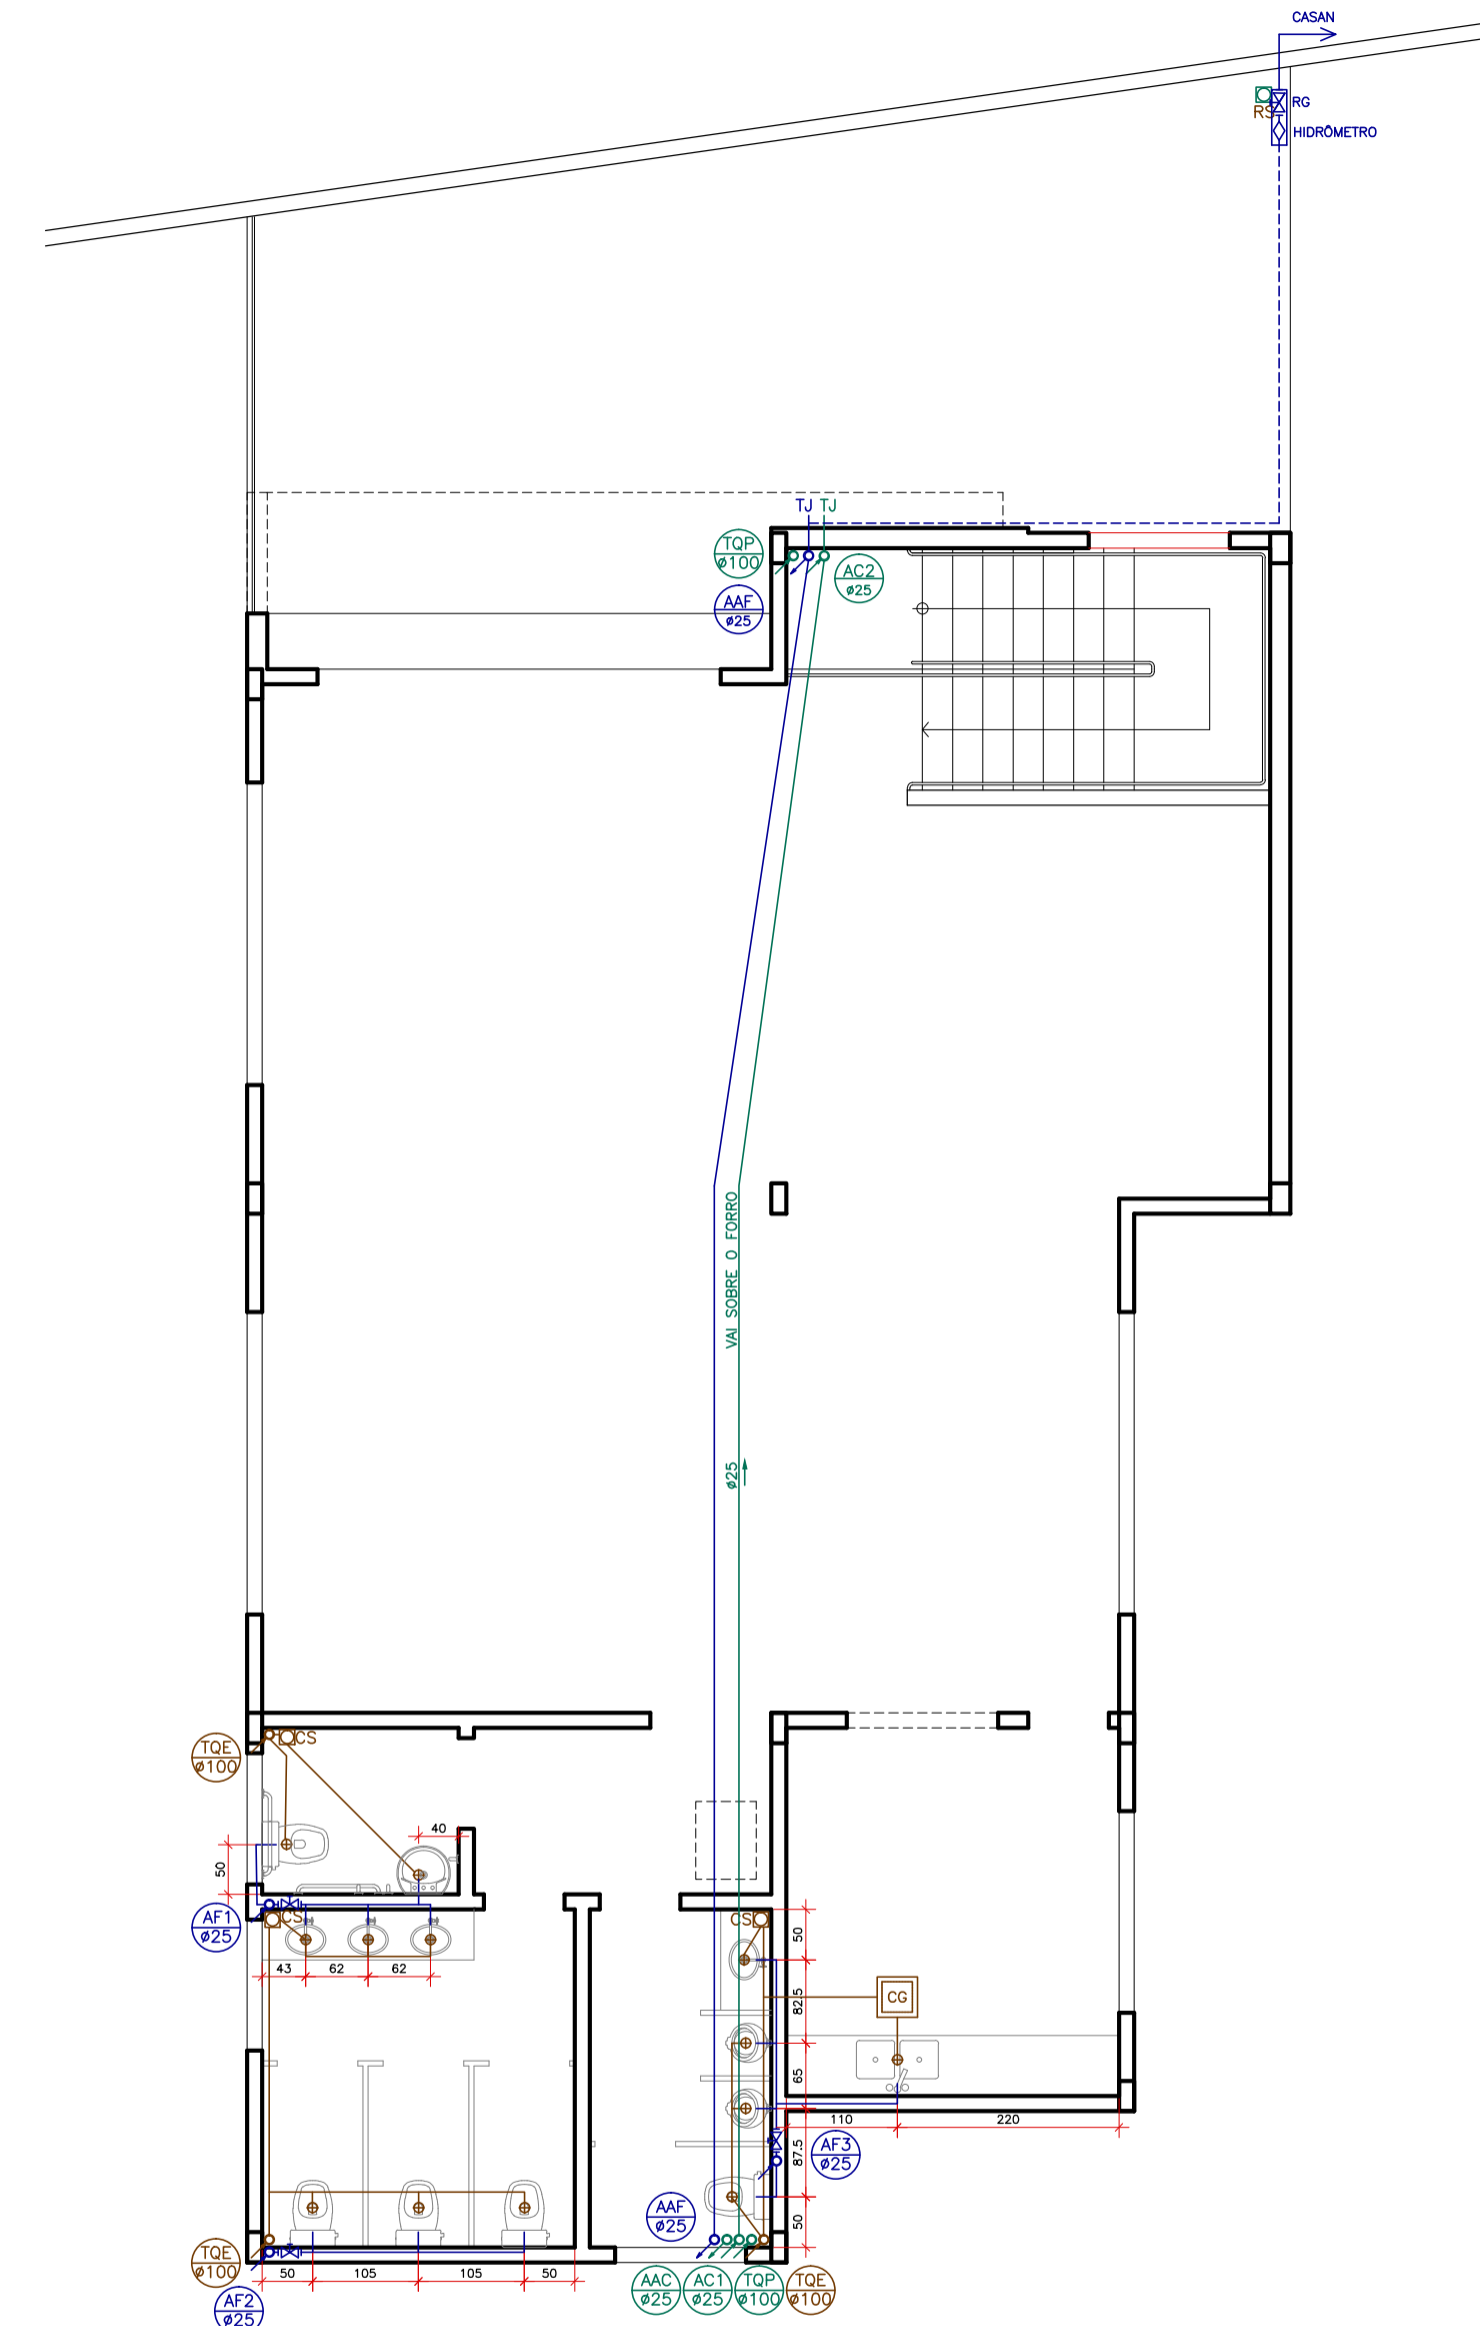 CASAN
RG
RS
HIDRÔMETRO
TJ TJ
TQP
ø100
AC2
ø25
AAF
ø25
VAI SOBRE O FORRO
ø25
CS
TQE
ø100
40
50
AF1
ø25
CS
CS
50
43 62 62
82.5
CG
65
110 220
AF3
ø25
87.5
AAF
ø25
50
TQE
ø100
50 105 105 50
AF2
ø25
AAC
ø25
AC1
ø25
TQP
ø100
TQE
ø100